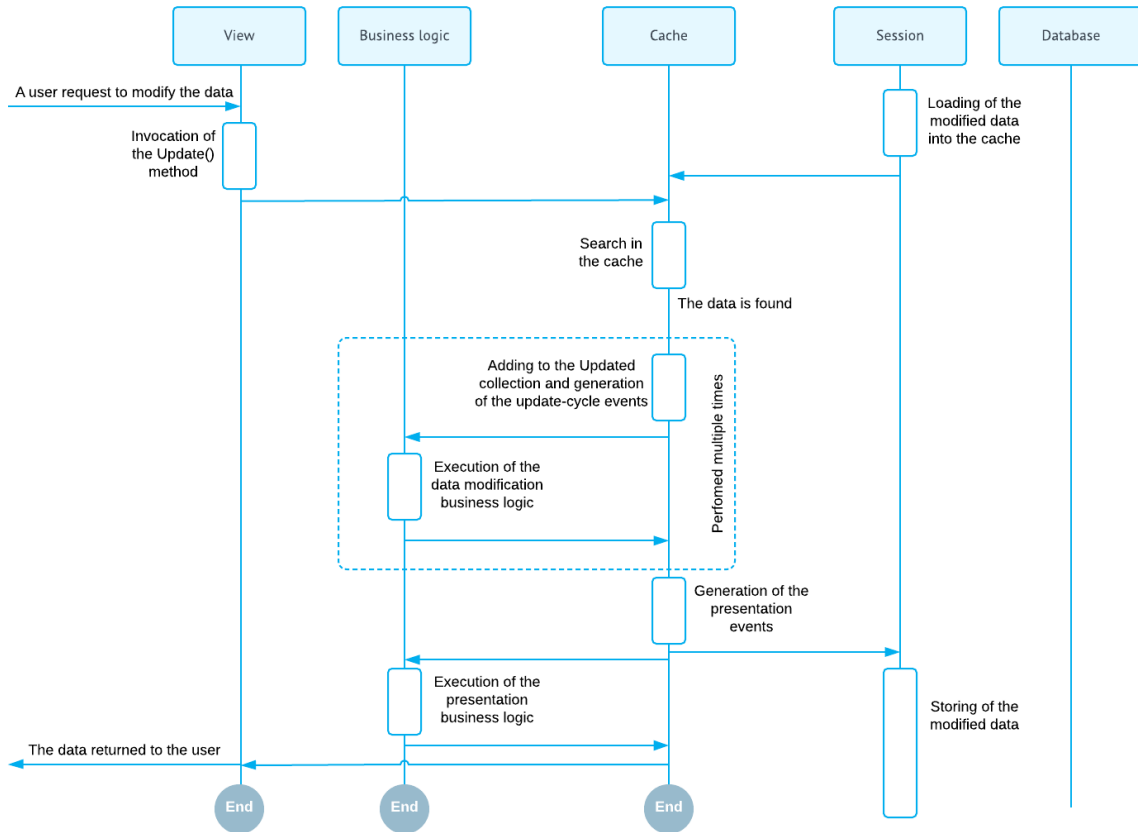 View
Business logic
Cache
Session
Database
A user request to modify the data
Loading of the
modified data
into the cache
Invocation of
the Update()
method
Search in
the cache
The data is found
Adding to the Updated
collection and generation
of the update-cycle events
Perfomed multiple times
Execution of the
data modification
business logic
Generation of the
presentation
events
Execution of the
presentation
business logic
Storing of the
modified data
The data returned to the user
End
End
End